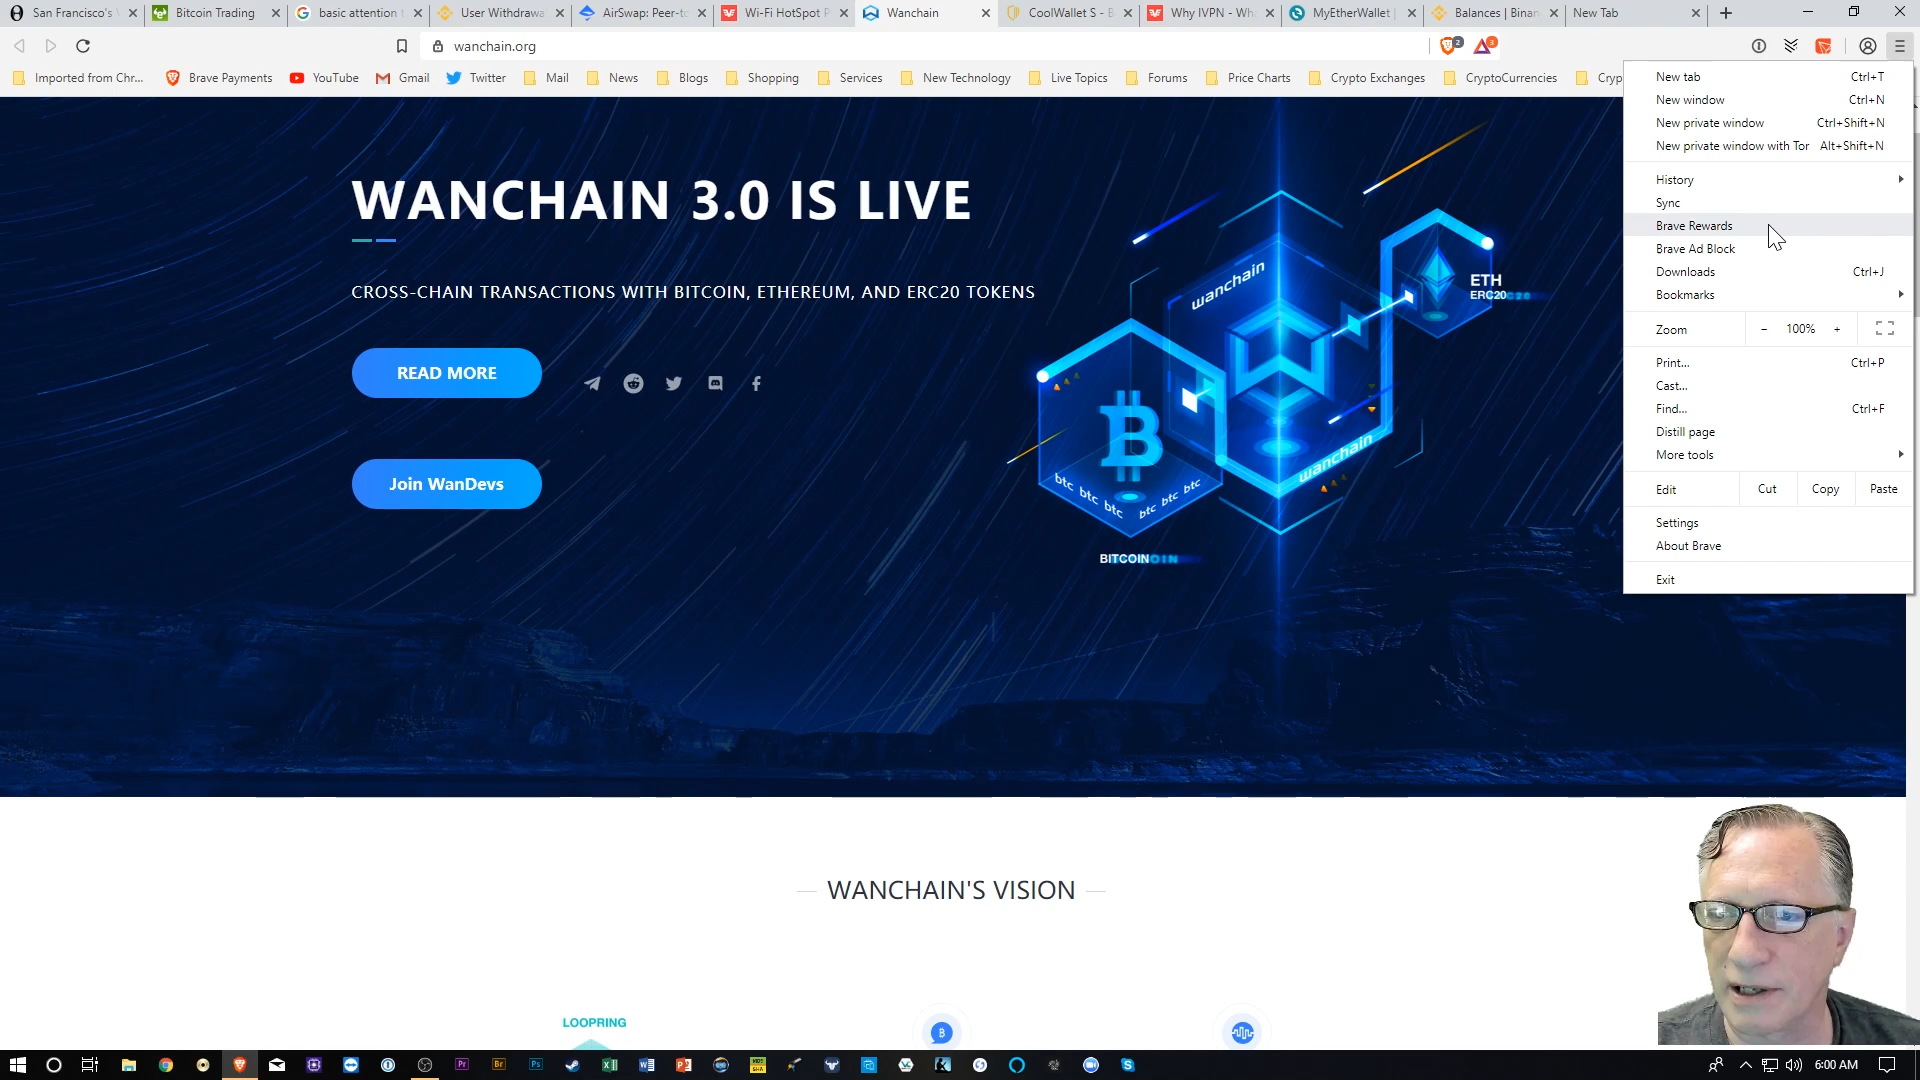 San Francisco's
Bitcoin Trading
basic attention t
User Withdrawa
AirSwap: Peer-to
Wi-Fi HotSpot P
Wanchain
CoolWallet S - B
Why IVPN - Wha
MyEtherWallet |
Balances | Binan
New Tab
wanchain.org
2
3
Imported from Chr...
Brave Payments
YouTube
Gmail
Twitter
Mail
News
Blogs
Shopping
Services
New Technology
Live Topics
Forums
Price Charts
Crypto Exchanges
CryptoCurrencies
Cryp
New tab Ctrl+T
New window Ctrl+N
New private window Ctrl+Shift+N
New private window with Tor Alt+Shift+N
History
Sync
Brave Rewards
Brave Ad Block
Downloads Ctrl+J
Bookmarks
Zoom - 100% +
Print... Ctrl+P
Cast...
Find... Ctrl+F
Distill page
More tools
Edit Cut Copy Paste
Settings
About Brave
Exit
WANCHAIN 3.0 IS LIVE
CROSS-CHAIN TRANSACTIONS WITH BITCOIN, ETHEREUM, AND ERC20 TOKENS
READ MORE
Join WanDevs
wanchain
ETH
ERC20
wanchain
btc btc btc btc btc btc
BITCOIN
WANCHAIN'S VISION
LOOPRING
6:00 AM